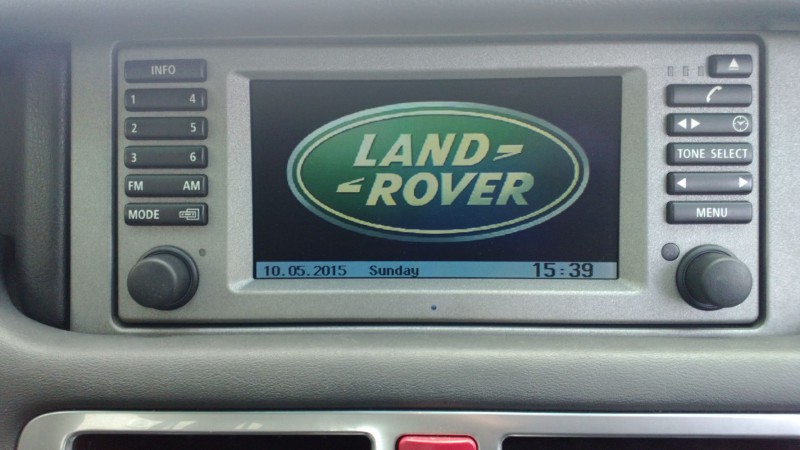 INFO
1 4
2 5
3 6
FM AM
MODE
LAND
ROVER
10.05.2015 Sunday 15:39
TONE SELECT
MENU